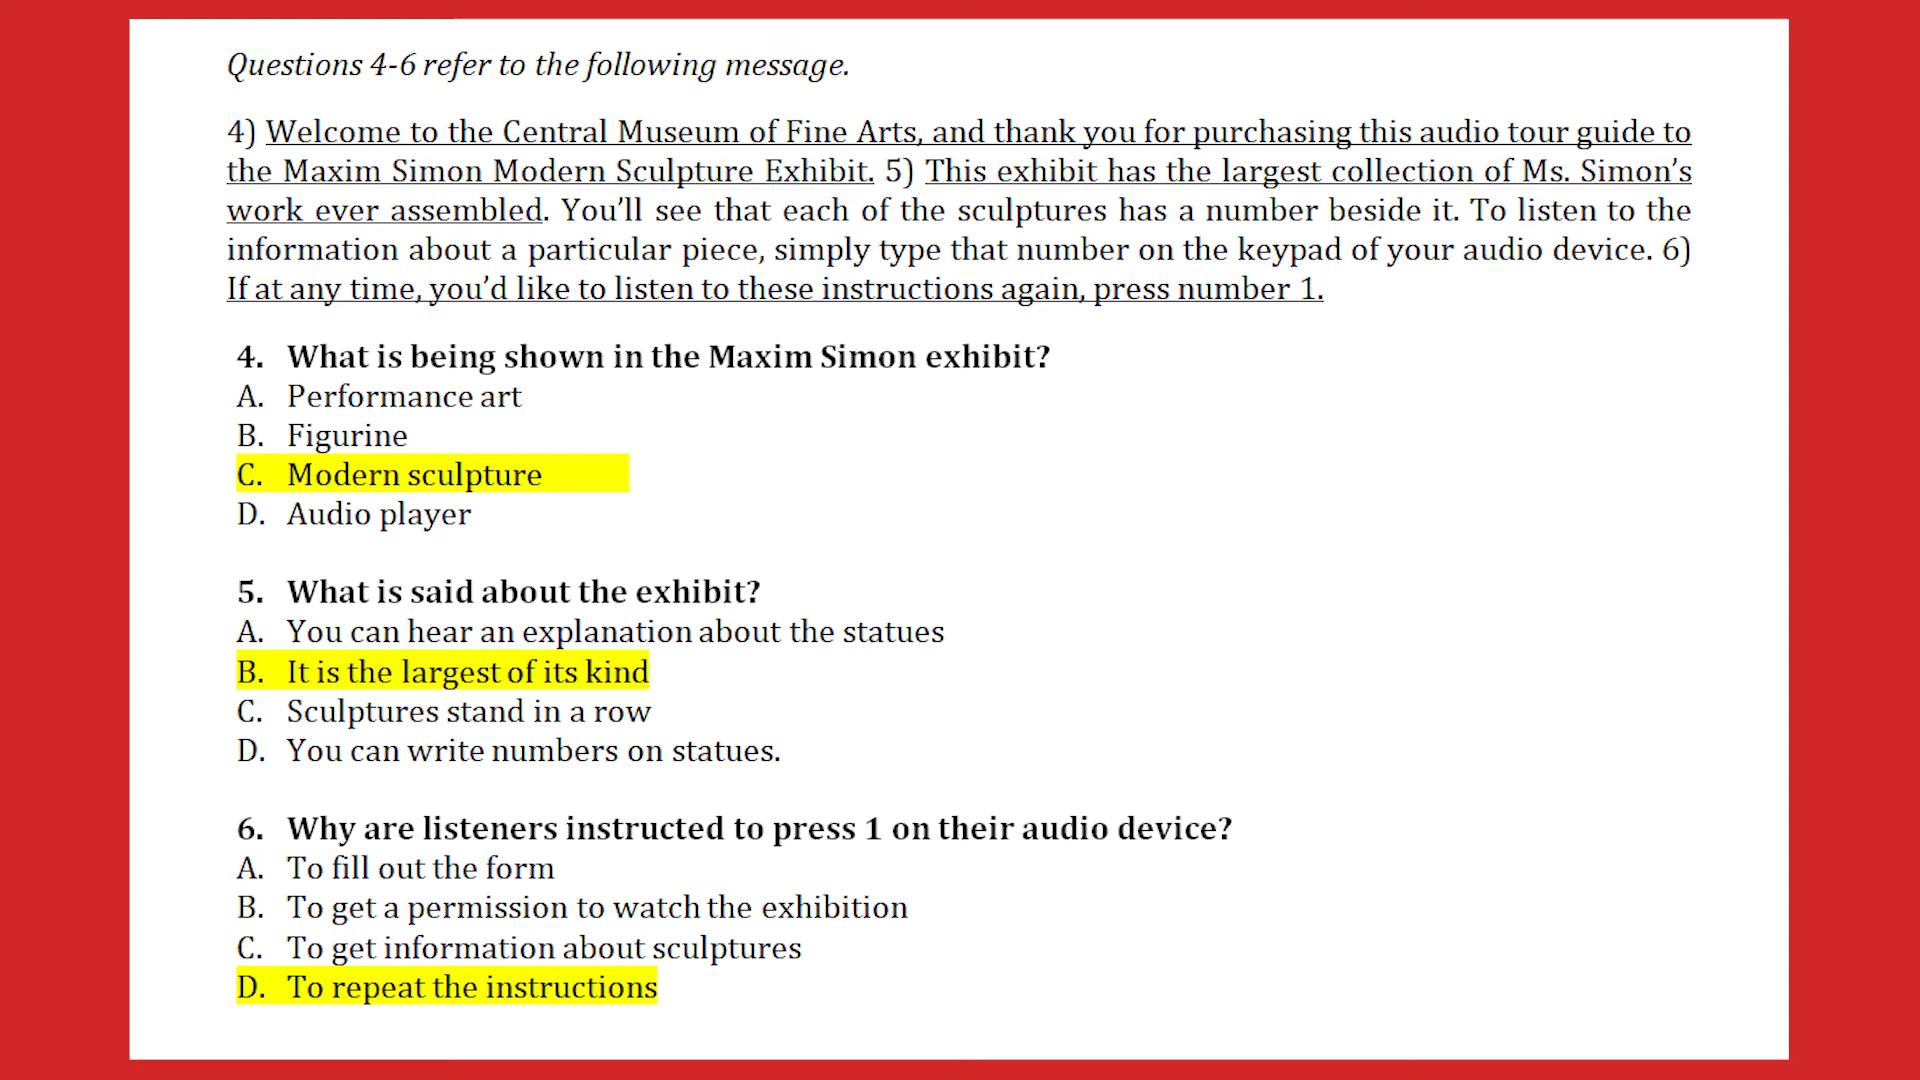 Questions 4-6 refer to the following message.
4) Welcome to the Central Museum of Fine Arts, and thank you for purchasing this audio tour guide to
the Maxim Simon Modern Sculpture Exhibit. 5) This exhibit has the largest collection of Ms. Simon’s
work ever assembled. You’ll see that each of the sculptures has a number beside it. To listen to the
information about a particular piece, simply type that number on the keypad of your audio device. 6)
If at any time, you’d like to listen to these instructions again, press number 1.
4. What is being shown in the Maxim Simon exhibit?
A. Performance art
B. Figurine
C. Modern sculpture
D. Audio player
5. What is said about the exhibit?
A. You can hear an explanation about the statues
B. It is the largest of its kind
C. Sculptures stand in a row
D. You can write numbers on statues.
6. Why are listeners instructed to press 1 on their audio device?
A. To fill out the form
B. To get a permission to watch the exhibition
C. To get information about sculptures
D. To repeat the instructions